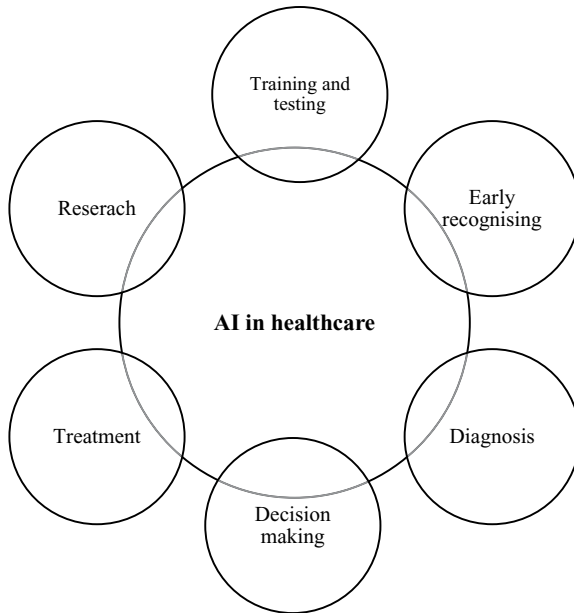 Training and
testing
Early
recognising
Reserach
AI in healthcare
Treatment
Diagnosis
Decision
making